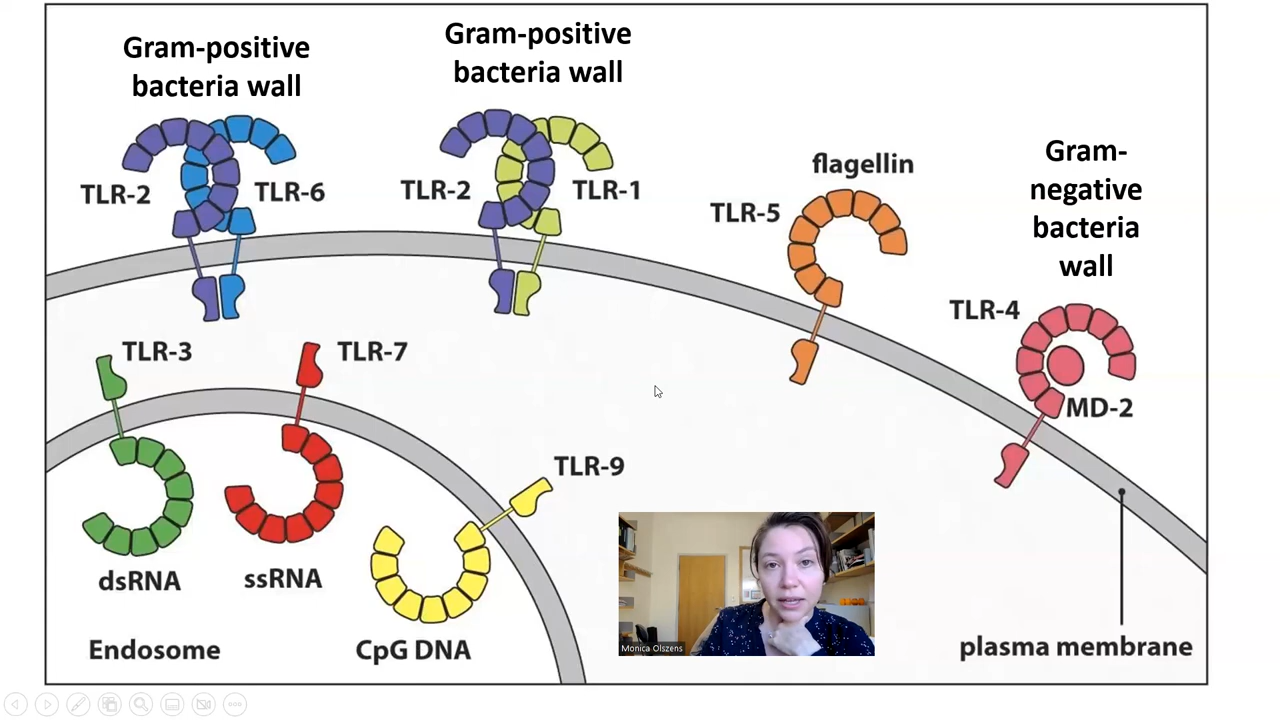 Gram-positive
bacteria wall
Gram-positive
bacteria wall
TLR-2
TLR-6
TLR-2
TLR-1
flagellin
TLR-5
Gram-
negative
bacteria
wall
TLR-4
MD-2
TLR-3
TLR-7
TLR-9
dsRNA
ssRNA
CpG DNA
Endosome
plasma membrane
Monica Olszens